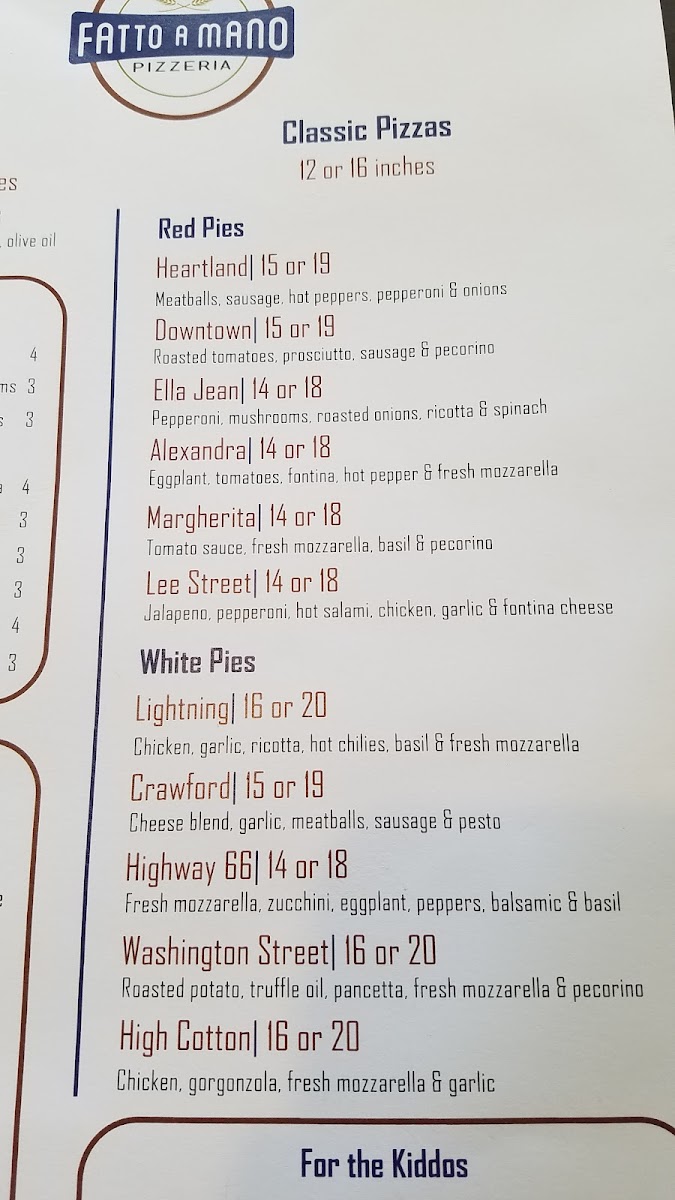 FATTO A MANO
PIZZERIA
Classic Pizzas
12 or 16 inches
es
, olive oil
4
ms 3
s 3
a 4
3
3
3
4
3
Red Pies
Heartland| 15 or 19
Meatballs, sausage, hot peppers, pepperoni & onions
Downtown| 15 or 19
Roasted tomatoes, prosciutto, sausage & pecorino
Ella Jean| 14 or 18
Pepperoni, mushrooms, roasted onions, ricotta & spinach
Alexandra| 14 or 18
Eggplant, tomatoes, fontina, hot pepper & fresh mozzarella
Margherita| 14 or 18
Tomato sauce, fresh mozzarella, basil & pecorino
Lee Street| 14 or 18
Jalapeno, pepperoni, hot salami, chicken, garlic & fontina cheese
White Pies
Lightning| 16 or 20
Chicken, garlic, ricotta, hot chilies, basil & fresh mozzarella
Crawford| 15 or 19
Cheese blend, garlic, meatballs, sausage & pesto
Highway 66| 14 or 18
Fresh mozzarella, zucchini, eggplant, peppers, balsamic & basil
Washington Street| 16 or 20
Roasted potato, truffle oil, pancetta, fresh mozzarella & pecorino
High Cotton| 16 or 20
Chicken, gorgonzola, fresh mozzarella & garlic
For the Kiddos